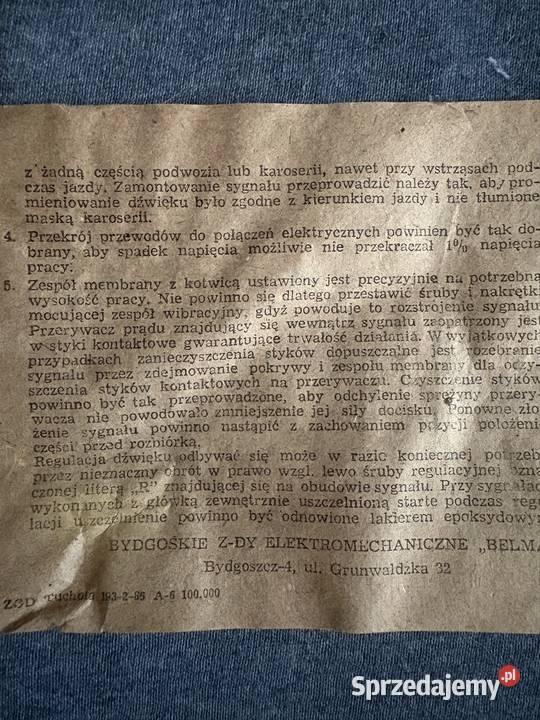 z żadną częścią podwozia lub karoserii, nawet przy wstrząsach pod-
czas jazdy. Zamontowanie sygnału przeprowadzić należy tak, aby pro-
mieniowanie dźwięku było zgodne z kierunkiem jazdy i nie tłumione
maską karoserii.
4. Przekrój przewodów do połączeń elektrycznych powinien być tak do-
brany, aby spadek napięcia możliwie nie przekraczał 1% napięcia
pracy.
5. Zespół membrany z kotwicą ustawiony jest precyzyjnie na potrzebną
wysokość pracy. Nie powinno się dlatego przestawić śruby i nakrętki
mocującej zespół wibracyjny, gdyż powoduje to rozstrojenie sygnału.
Przerywacz prądu znajdujący się wewnątrz sygnału zaopatrzony jest
w styki kontaktowe gwarantujące trwałość działania. W wyjątkowych
przypadkach zanieczyszczenia styków dopuszczalne jest rozebranie
sygnału przez zdejmowanie pokrywy i zespołu membrany dla oczy-
szczenia styków kontaktowych na przerywaczu. Czyszczenie styków
powinno być tak przeprowadzone, aby odchylenie sprężyny przery-
wacza nie powodowało zmniejszenie jej siły docisku. Ponowne zło-
żenie sygnału powinno nastąpić z zachowaniem pozycji położenia
części przed rozbiórką.
Regulacja dźwięku odbywać się może w razie koniecznej potrzeb
przez nieznaczny obrót w prawo wzgl. lewo śruby regulacyjnej ozna
czonej literą „R" znajdującej się na obudowie sygnału. Przy sygnałac
wykonanych z główką zewnętrznie uszczelnioną starte podczas regu
lacji uszczelnienie powinno być odnowione lakierem epoksydowym
BYDGOSKIE Z-DY ELEKTROMECHANICZNE „BELMA
Bydgoszcz-4, ul. Grunwaldzka 32
ZGD Tuchola 193-2-85 A-6 100.000
Sprzedajemy.pl